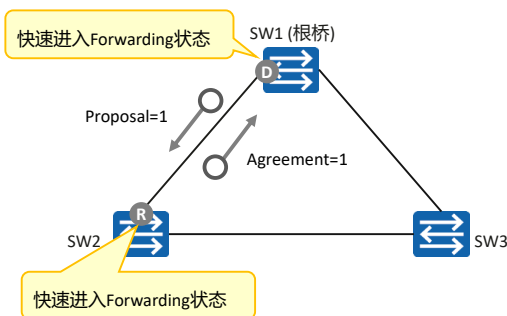 快速进入Forwarding状态
SW1 (根桥)
D
Proposal=1
Agreement=1
R
SW2
SW3
快速进入Forwarding状态